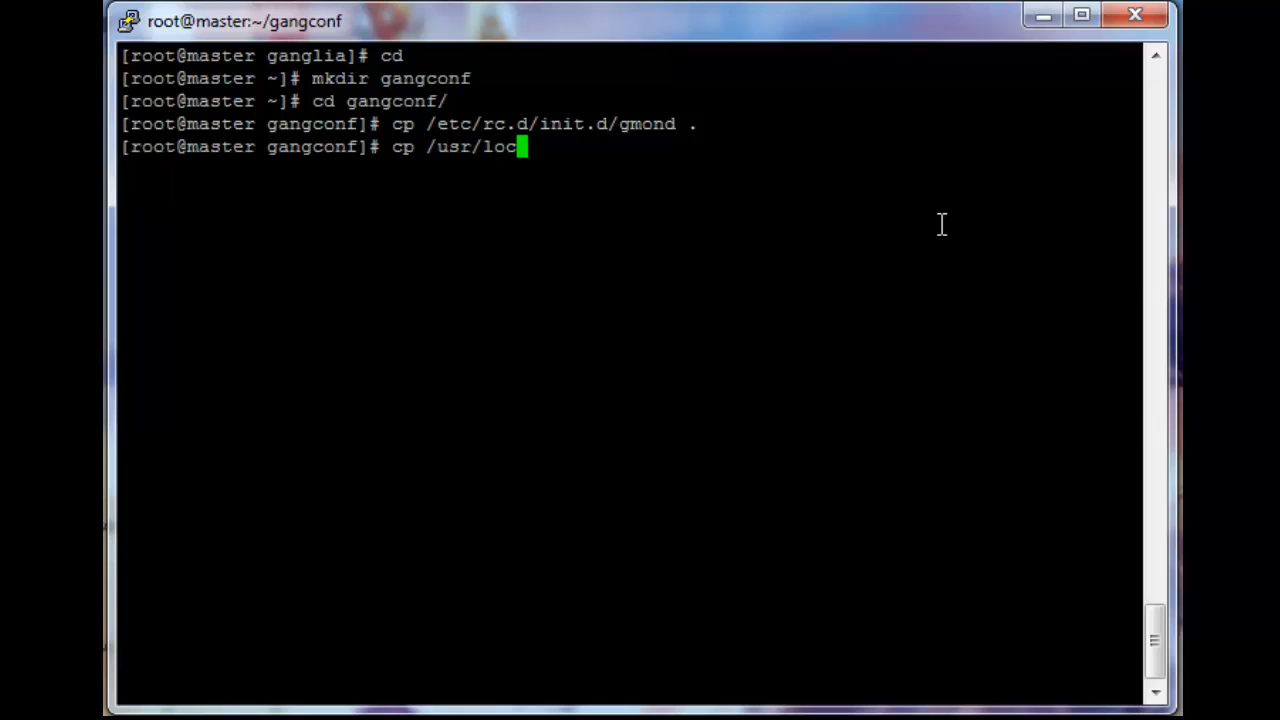 root@master:~/gangconf
[root@master ganglia]# cd
[root@master ~]# mkdir gangconf
[root@master ~]# cd gangconf/
[root@master gangconf]# cp /etc/rc.d/init.d/gmond .
[root@master gangconf]# cp /usr/loc